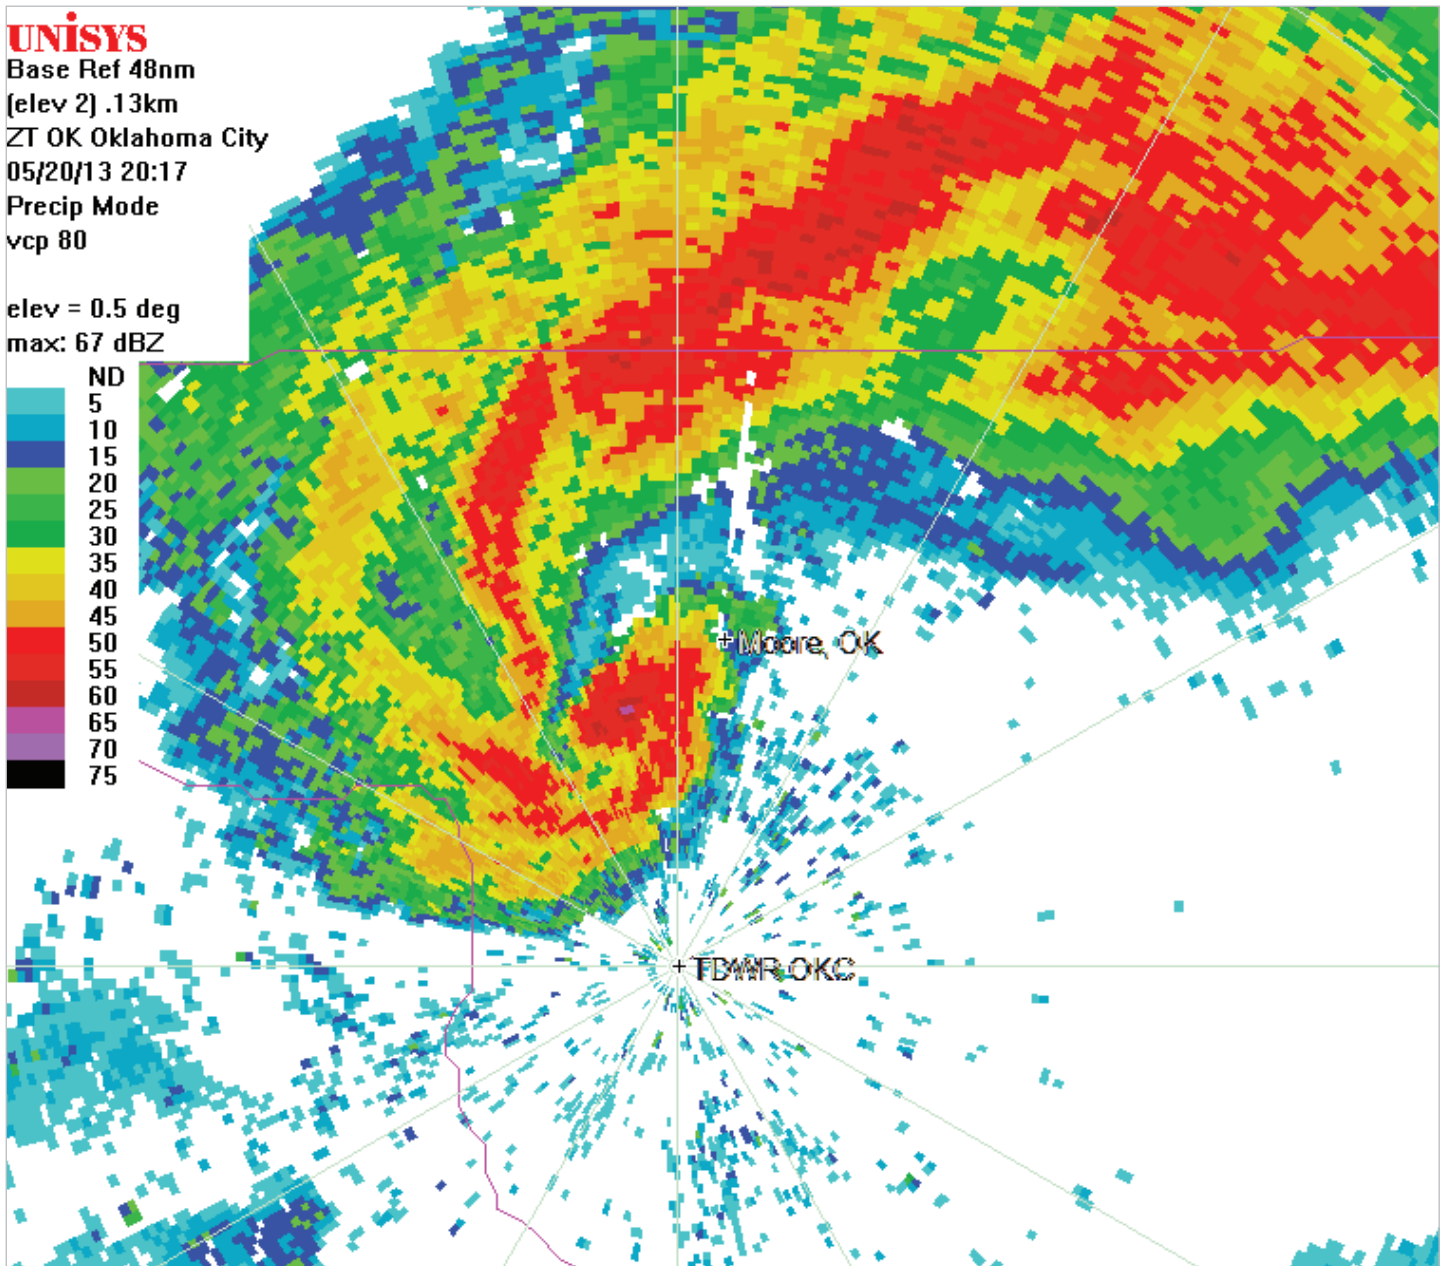 UNiSYS
Base Ref 48nm
(elev 2) .13km
ZT OK Oklahoma City
05/20/13 20:17
Precip Mode
vcp 80
elev = 0.5 deg
max: 67 dBZ
ND
5
10
15
20
25
30
35
40
45
50
55
60
65
70
75
Moore, OK
TDWR OKC